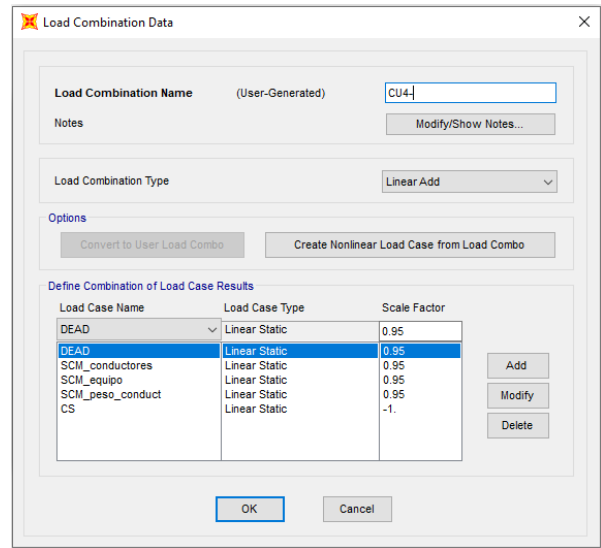 Load Combination Data
Load Combination Name (User-Generated) CU4-
Notes Modify/Show Notes...
Load Combination Type Linear Add
Options
Convert to User Load Combo Create Nonlinear Load Case from Load Combo
Define Combination of Load Case Results
Load Case Name Load Case Type Scale Factor
DEAD Linear Static 0.95
DEAD Linear Static 0.95
SCM_conductores Linear Static 0.95
SCM_equipo Linear Static 0.95
SCM_peso_conduct Linear Static 0.95
CS Linear Static -1.
Add
Modify
Delete
OK Cancel